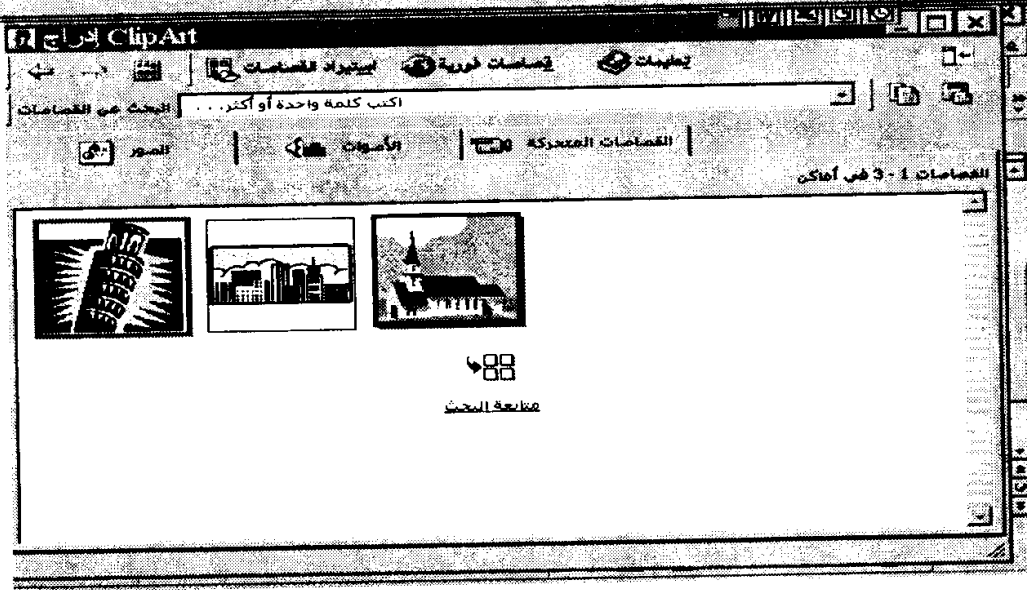 إدراج ClipArt
استيراد القصاصات قصاصات فورية تعليمات
البحث عن القصاصات اكتب كلمة واحدة أو أكثر...
الصور الأصوات القصاصات المتحركة
القصاصات 1 - 3 في أماكن
متابعة البحث